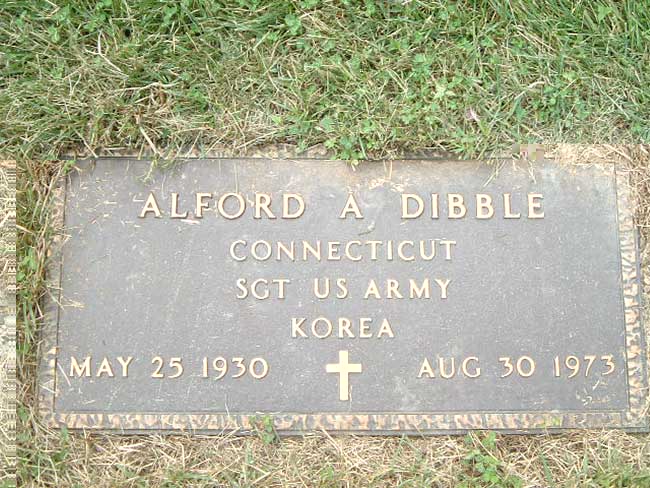 ALFORD A DIBBLE
CONNECTICUT
SGT US ARMY
KOREA
MAY 25 1930 AUG 30 1973